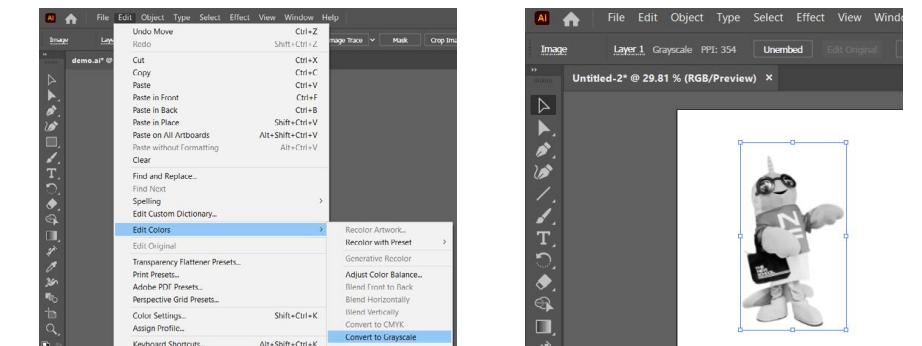 Ai File Edit Object Type Select Effect View Window Help
Image
mage Trace Mask Crop Ima
demo.ai* @
Undo Move Ctrl+Z
Redo Shift+Ctrl+Z
Cut Ctrl+X
Copy Ctrl+C
Paste Ctrl+V
Paste in Front Ctrl+F
Paste in Back Ctrl+B
Paste in Place Shift+Ctrl+V
Paste on All Artboards Alt+Shift+Ctrl+V
Paste without Formatting Alt+Ctrl+V
Clear
Find and Replace...
Find Next
Spelling
Edit Custom Dictionary...
Edit Colors
Edit Original
Transparency Flattener Presets...
Print Presets...
Adobe PDF Presets...
Perspective Grid Presets...
Color Settings... Shift+Ctrl+K
Assign Profile...
Keyboard Shortcuts... Alt+Shift+Ctrl+K
Recolor Artwork...
Recolor with Preset
Generative Recolor
Adjust Color Balance...
Blend Front to Back
Blend Horizontally
Blend Vertically
Convert to CMYK
Convert to Grayscale
Ai File Edit Object Type Select Effect View Windo
Image Layer 1 Grayscale PPI: 354 Unembed Edit Original
Untitled-2* @ 29.81 % (RGB/Preview) ×
THE NEW SCHOOL